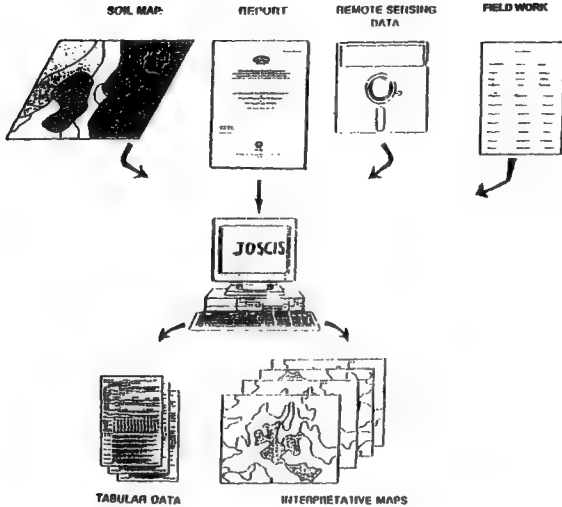 SOIL MAP
REPORT
REMOTE SENSING
DATA
FIELD WORK
JOSCIS
TABULAR DATA
INTERPRETATIVE MAPS